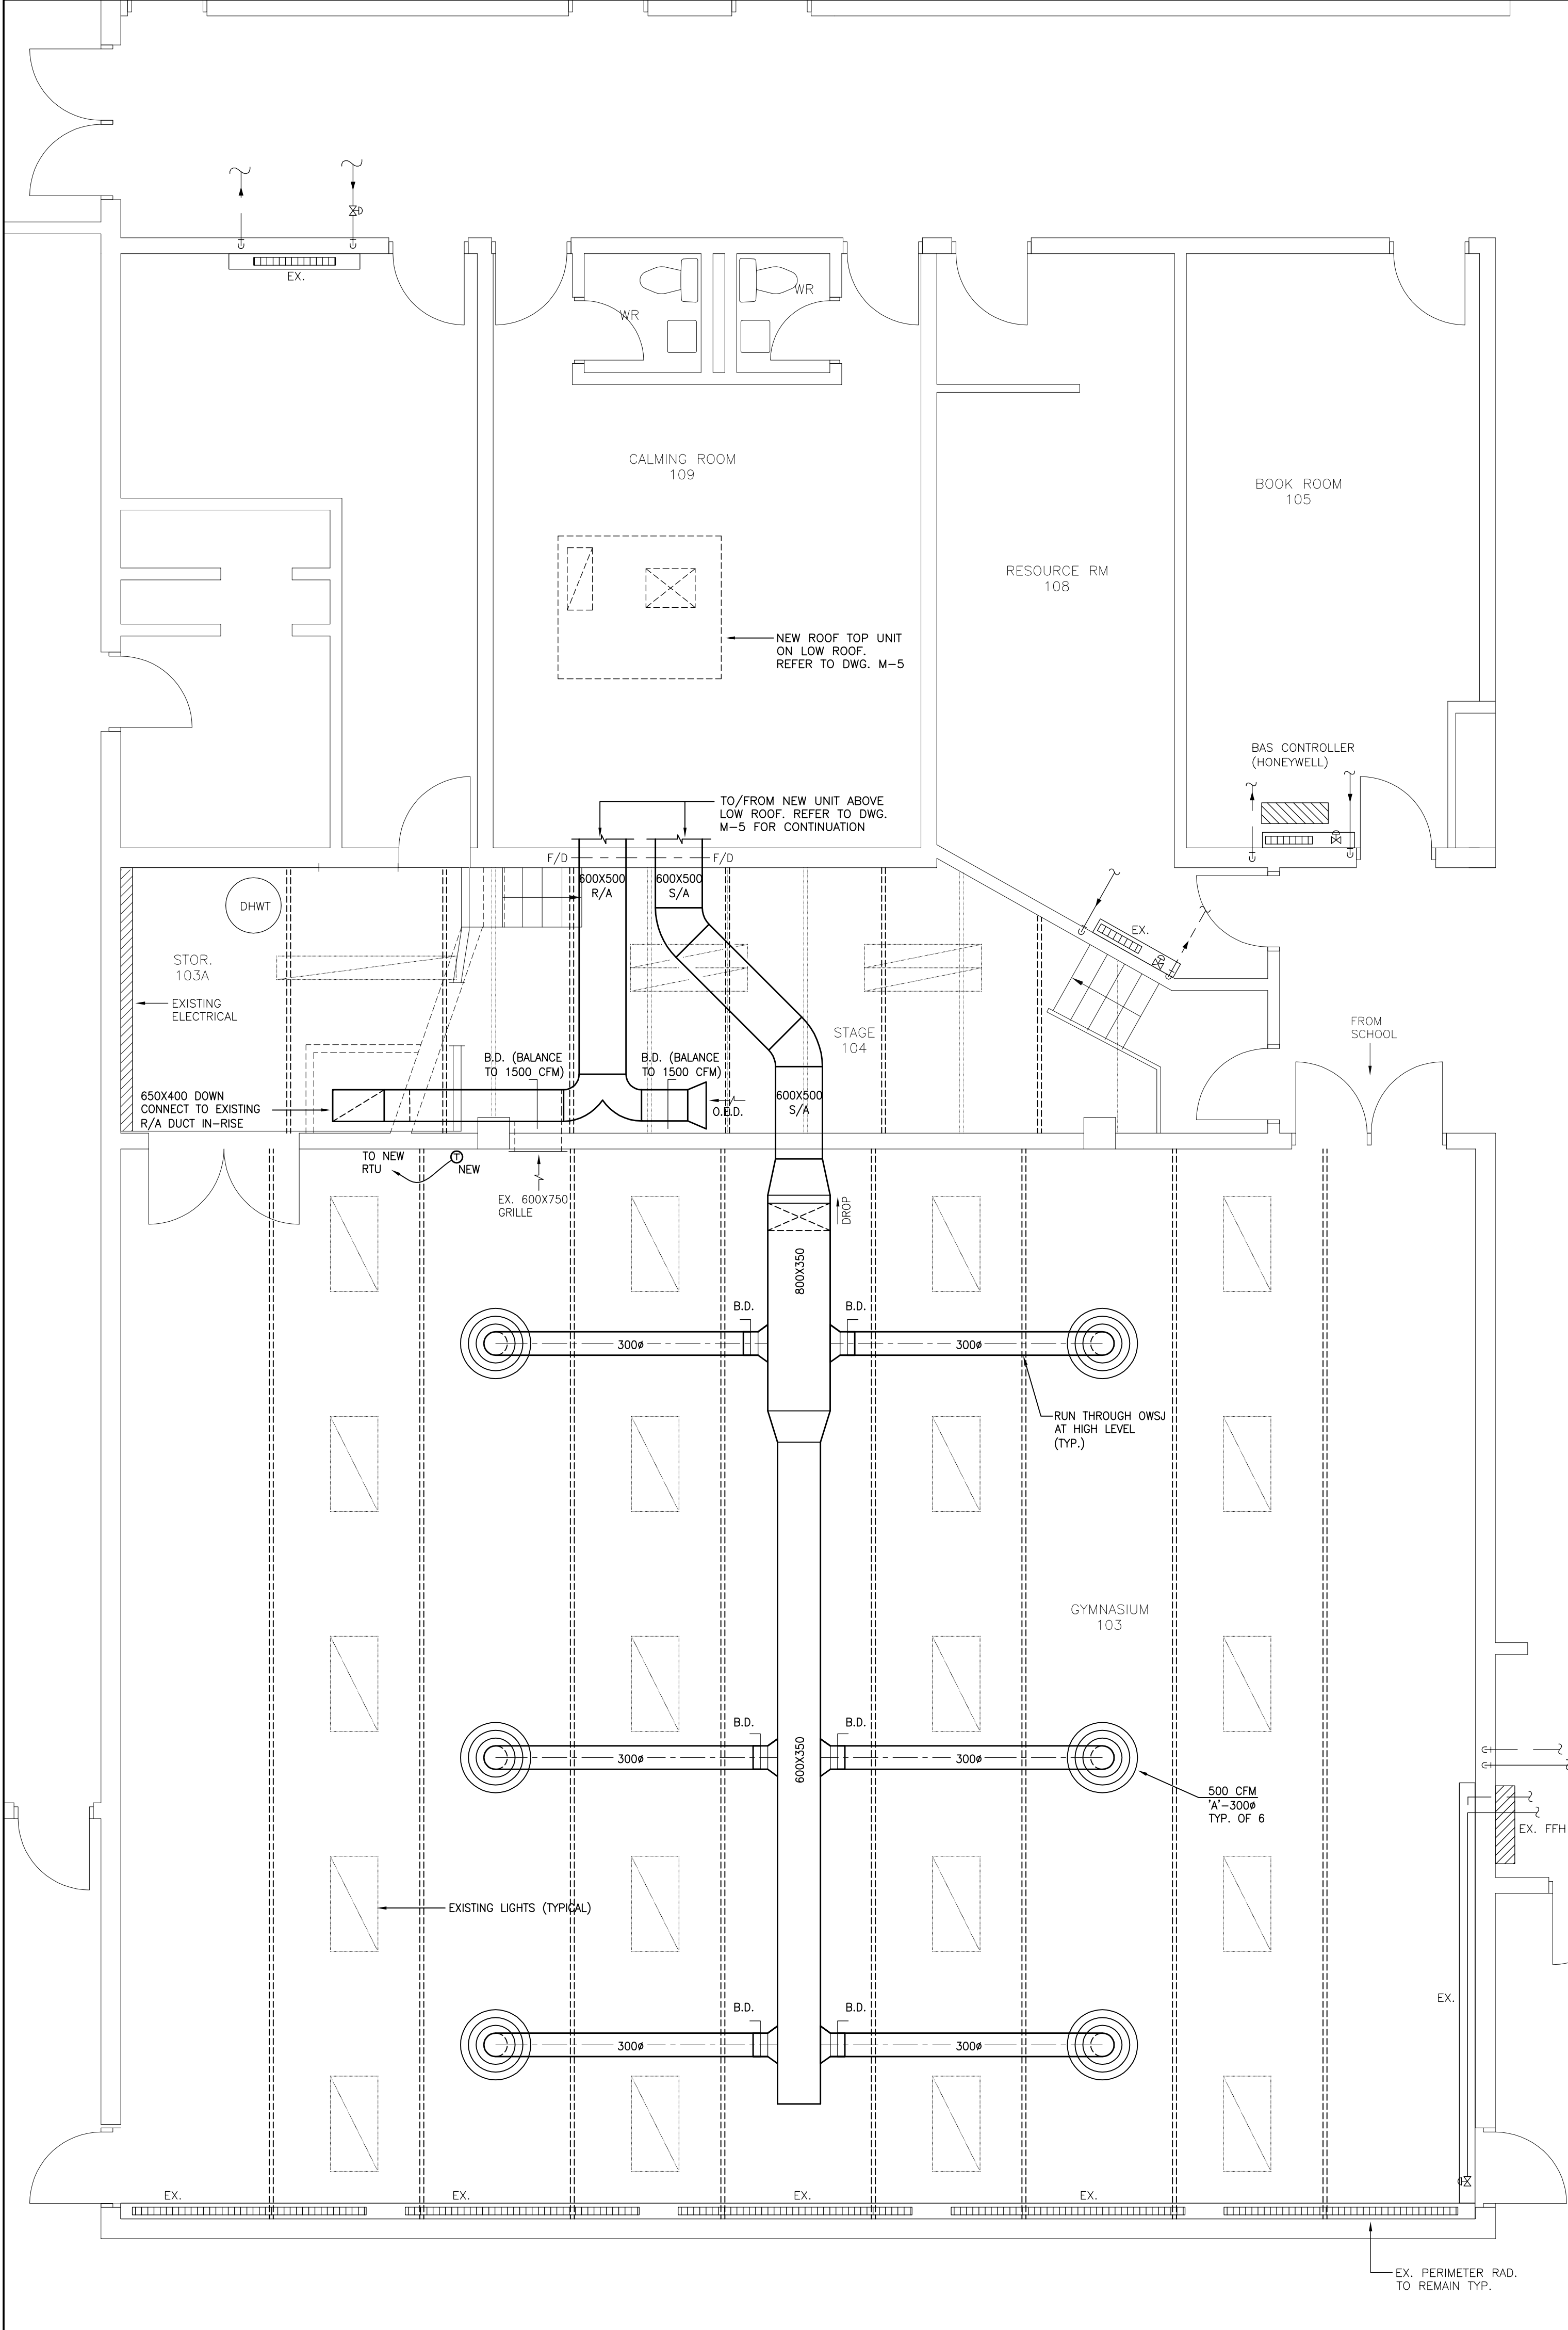 EX.
WR
WR
CALMING ROOM
109
BOOK ROOM
105
RESOURCE RM
108
NEW ROOF TOP UNIT
ON LOW ROOF.
REFER TO DWG. M-5
BAS CONTROLLER
(HONEYWELL)
TO/FROM NEW UNIT ABOVE
LOW ROOF. REFER TO DWG.
M-5 FOR CONTINUATION
F/D
F/D
600X500
R/A
600X500
S/A
DHWT
STOR.
103A
EXISTING
ELECTRICAL
EX.
STAGE
104
FROM
SCHOOL
B.D. (BALANCE
TO 1500 CFM)
B.D. (BALANCE
TO 1500 CFM)
650X400 DOWN
CONNECT TO EXISTING
R/A DUCT IN-RISE
O.B.D.
600X500
S/A
TO NEW
RTU
T
NEW
EX. 600X750
GRILLE
DROP
800X350
B.D.
B.D.
300ø
300ø
RUN THROUGH OWSJ
AT HIGH LEVEL
(TYP.)
GYMNASIUM
103
B.D.
B.D.
300ø
300ø
600X350
500 CFM
'A'-300ø
TYP. OF 6
EX. FFH
EXISTING LIGHTS (TYPICAL)
EX.
B.D.
B.D.
300ø
300ø
EX.
EX.
EX.
EX.
EX. PERIMETER RAD.
TO REMAIN TYP.